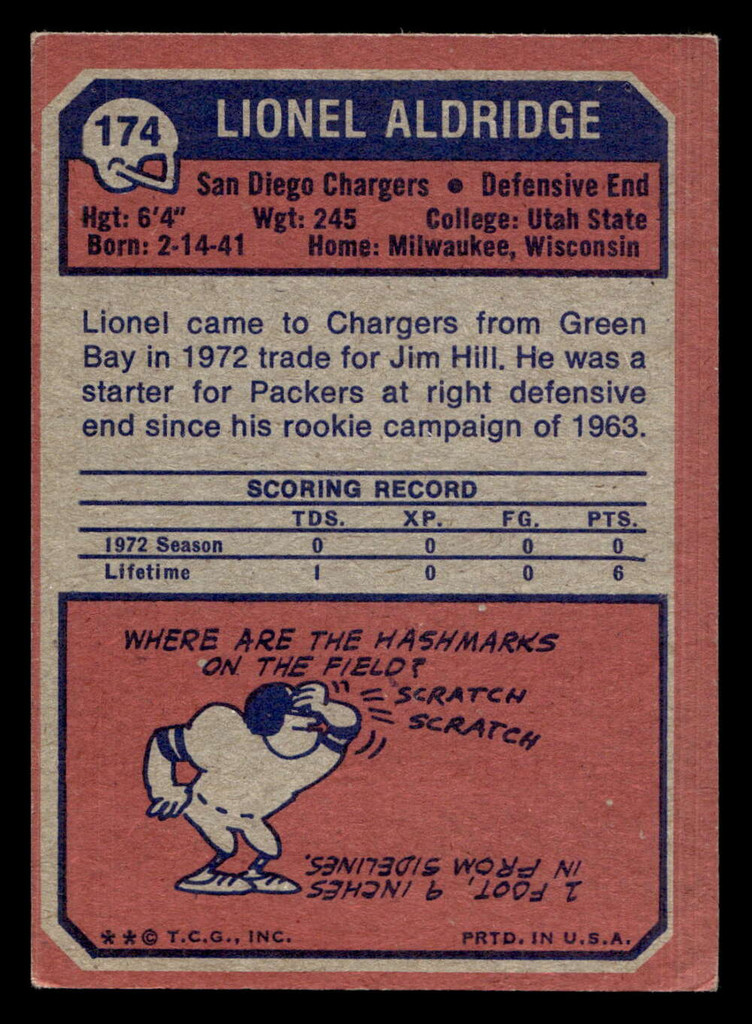 174
LIONEL ALDRIDGE
San Diego Chargers • Defensive End
Hgt: 6'4" Wgt: 245 College: Utah State
Born: 2-14-41 Home: Milwaukee, Wisconsin
Lionel came to Chargers from Green
Bay in 1972 trade for Jim Hill. He was a
starter for Packers at right defensive
end since his rookie campaign of 1963.
SCORING RECORD
TDS. XP. FG. PTS.
1972 Season 0 0 0 0
Lifetime 1 0 0 6
WHERE ARE THE HASHMARKS
ON THE FIELD?
SCRATCH
SCRATCH
1 FOOT, 9 INCHES
IN FROM SIDELINES.
**© T.C.G., INC. PRTD. IN U.S.A.